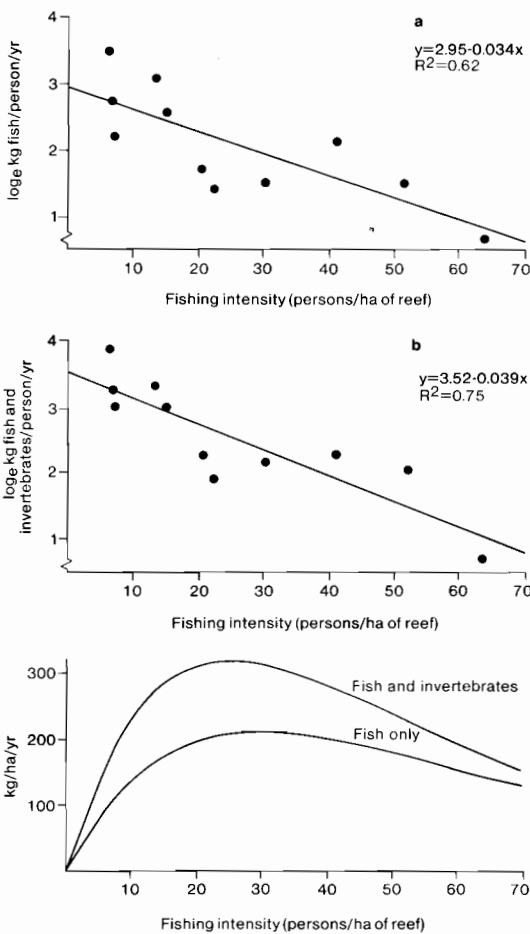 a
y=2.95-0.034x
R²=0.62
4
3
2
1
logₑ kg fish/person/yr
10 20 30 40 50 60 70
Fishing intensity (persons/ha of reef)
b
y=3.52-0.039x
R²=0.75
4
3
2
1
logₑ kg fish and
invertebrates/person/yr
10 20 30 40 50 60 70
Fishing intensity (persons/ha of reef)
300
200
100
kg/ha/yr
Fish and invertebrates
Fish only
10 20 30 40 50 60 70
Fishing intensity (persons/ha of reef)